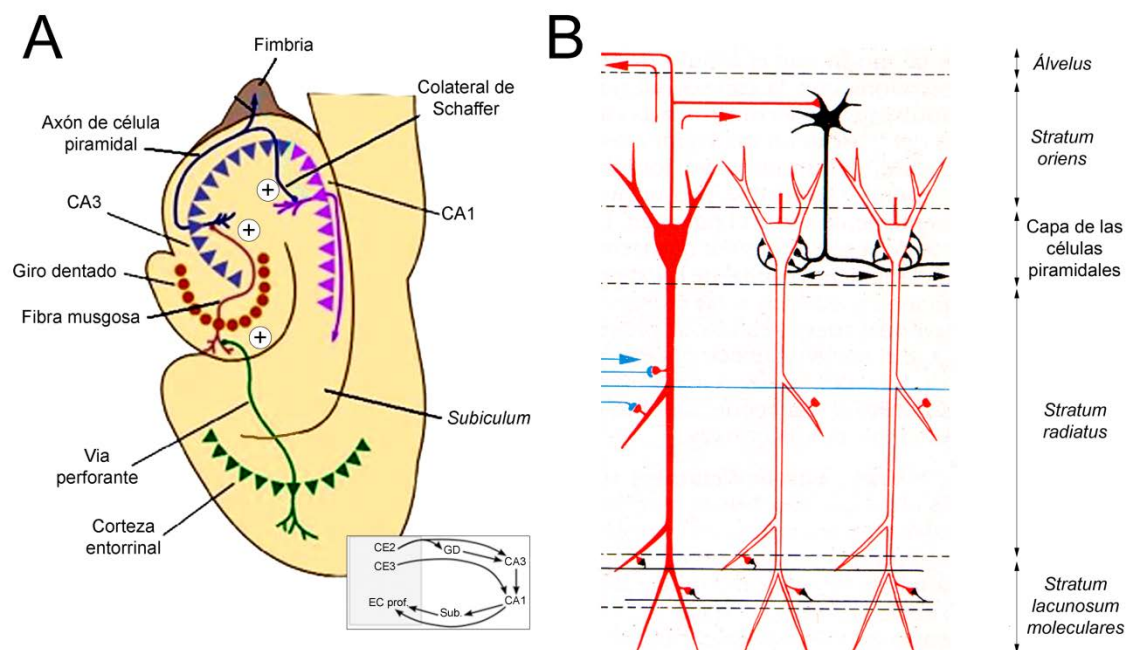 A
Fimbria
Colateral de
Schaffer
Axón de célula
piramidal
CA3
CA1
Giro dentado
Fibra musgosa
+
+
+
Subiculum
Via
perforante
Corteza
entorrinal
CE2
GD
CE3
CA3
CA1
EC prof.
Sub.
B
Álvelus
Stratum
oriens
Capa de las
células
piramidales
Stratum
radiatus
Stratum
lacunosum
moleculares